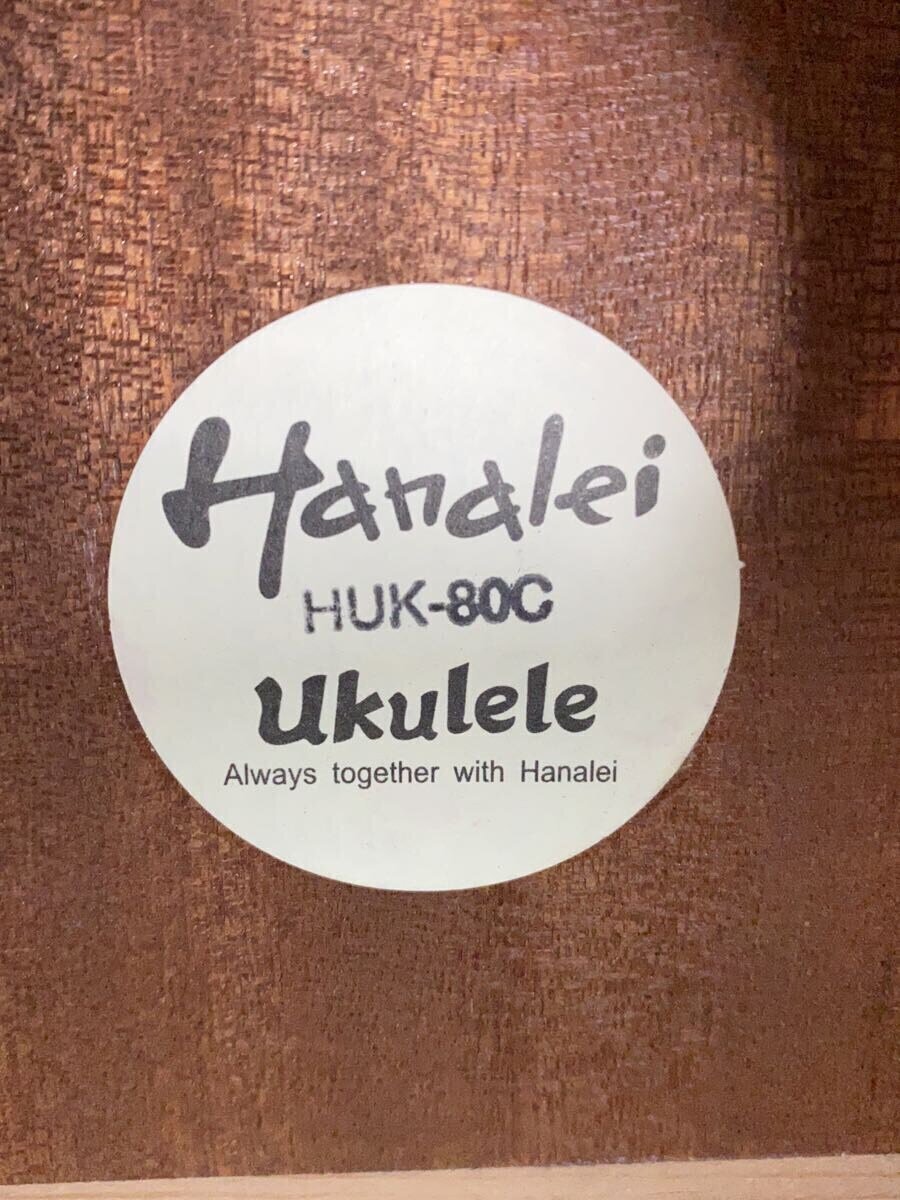 Hanalei
HUK-80C
Ukulele
Always together with Hanalei